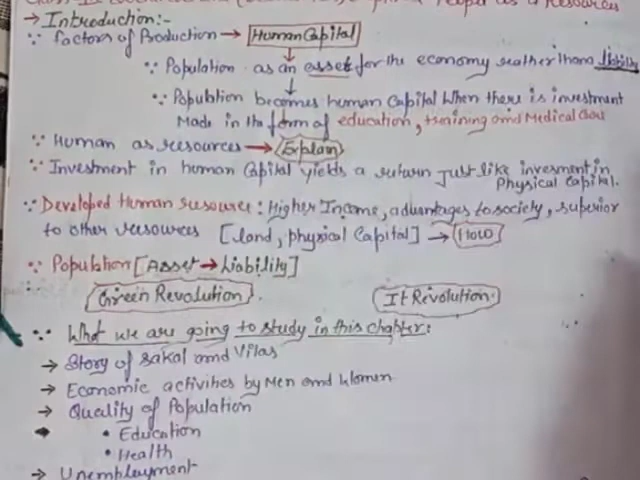 People as a Resources
→ Introduction:-
∵ factors of Production → Human Capital
∵ Population as an asset for the economy rather than a liability
∵ Popultion becomes human Capital When there is investment
Made in the form of education, training and Medical Care
∵ Human as resources → Explain
∵ Investment in human Capital yields a return Just like invesment in
Physical Capital.
∵ Developed Human Resource: Higher Income, advantages to society, superior
to other resources [land, physical Capital] → How
∵ Population [Asset → Liability]
Green Revolution. It Revolution.
∵ What we are going to study in this chapter:
→ Story of Sakal and Vilas
→ Economic activities by Men and Women
→ Quality of Population
→ • Education
• Health
→ Unemployment